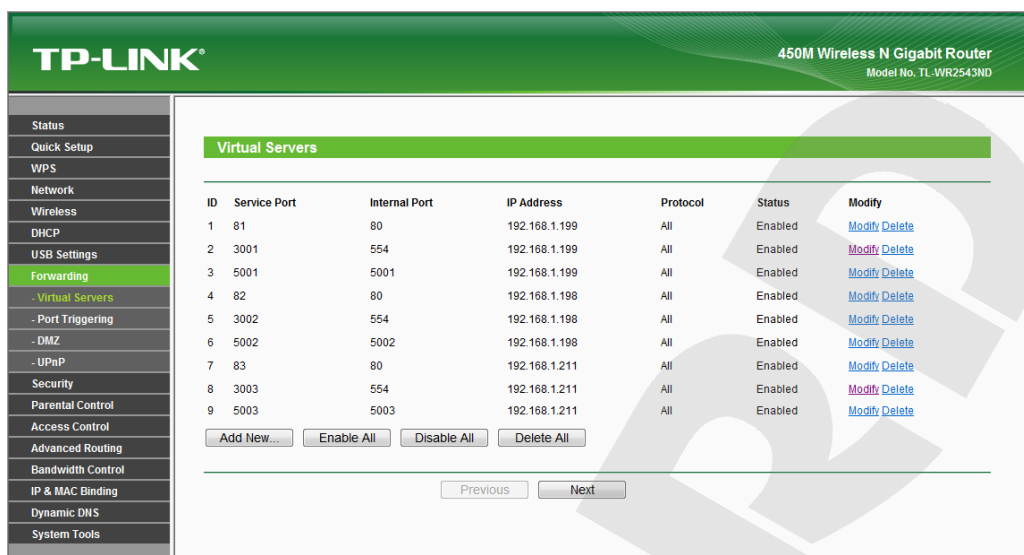 TP-LINK®
450M Wireless N Gigabit Router
Model No. TL-WR2543ND
Status
Quick Setup
WPS
Network
Wireless
DHCP
USB Settings
Forwarding
- Virtual Servers
- Port Triggering
- DMZ
- UPnP
Security
Parental Control
Access Control
Advanced Routing
Bandwidth Control
IP & MAC Binding
Dynamic DNS
System Tools
Virtual Servers
ID Service Port Internal Port IP Address Protocol Status Modify
1 81 80 192.168.1.199 All Enabled Modify Delete
2 3001 554 192.168.1.199 All Enabled Modify Delete
3 5001 5001 192.168.1.199 All Enabled Modify Delete
4 82 80 192.168.1.198 All Enabled Modify Delete
5 3002 554 192.168.1.198 All Enabled Modify Delete
6 5002 5002 192.168.1.198 All Enabled Modify Delete
7 83 80 192.168.1.211 All Enabled Modify Delete
8 3003 554 192.168.1.211 All Enabled Modify Delete
9 5003 5003 192.168.1.211 All Enabled Modify Delete
Add New... Enable All Disable All Delete All
Previous Next